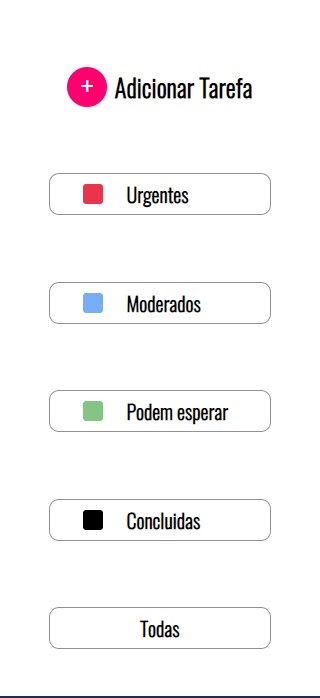 + Adicionar Tarefa
Urgentes
Moderados
Podem esperar
Concluidas
Todas